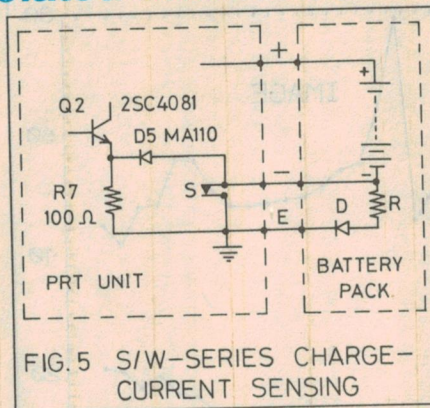 +
+
Q2 2SC4081
D5 MA110
R7
100 Ω
S
−
−
E
D
R
PRT UNIT
BATTERY
PACK.
FIG. 5 S/W-SERIES CHARGE-
CURRENT SENSING